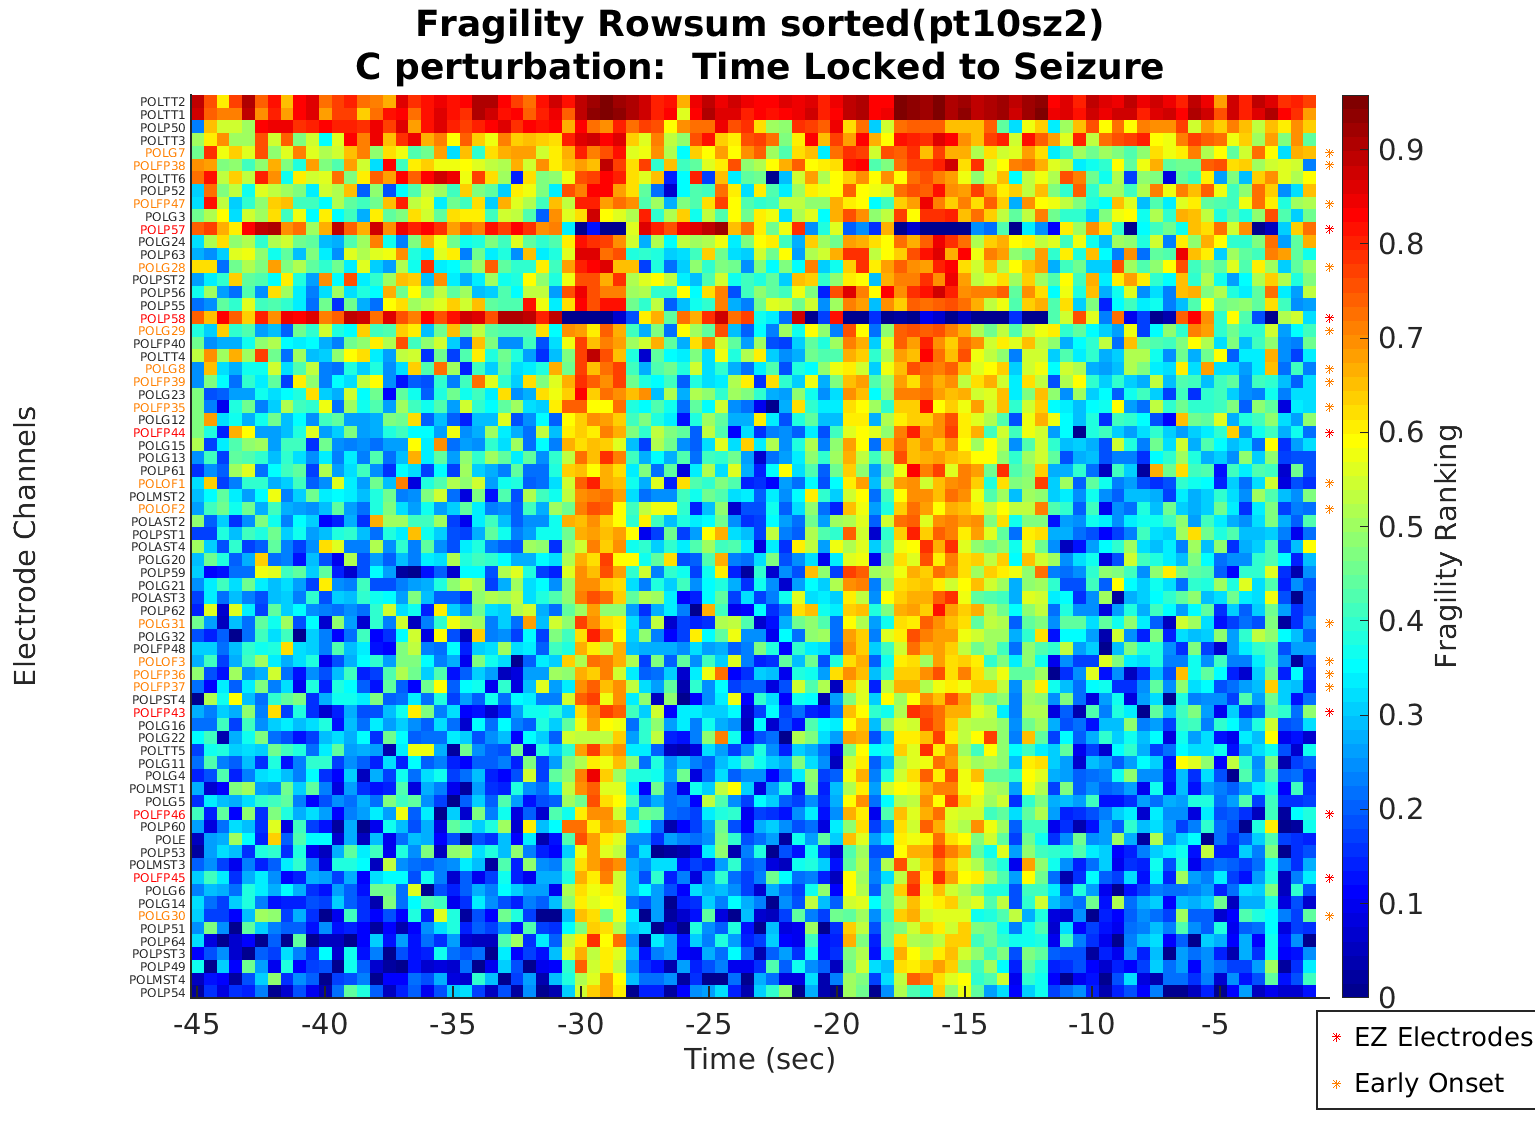 Fragility Rowsum sorted(pt10sz2)
C perturbation:  Time Locked to Seizure
Electrode Channels
POLTT2
POLTT1
POLP50
POLTT3
POLG7
POLFP38
POLTT6
POLP52
POLFP47
POLG3
POLP57
POLG24
POLP63
POLG28
POLPST2
POLP56
POLP55
POLP58
POLG29
POLFP40
POLTT4
POLG8
POLFP39
POLG23
POLFP35
POLG12
POLFP44
POLG15
POLG13
POLP61
POLOF1
POLMST2
POLOF2
POLAST2
POLPST1
POLAST4
POLG20
POLP59
POLG21
POLAST3
POLP62
POLG31
POLG32
POLFP48
POLOF3
POLFP36
POLFP37
POLPST4
POLFP43
POLG16
POLG22
POLTT5
POLG11
POLG4
POLMST1
POLG5
POLFP46
POLP60
POLE
POLP53
POLMST3
POLFP45
POLG6
POLG14
POLG30
POLP51
POLP64
POLPST3
POLP49
POLMST4
POLP54
-45 -40 -35 -30 -25 -20 -15 -10 -5
Time (sec)
0.9
0.8
0.7
0.6
0.5
0.4
0.3
0.2
0.1
0
Fragility Ranking
EZ Electrodes
Early Onset